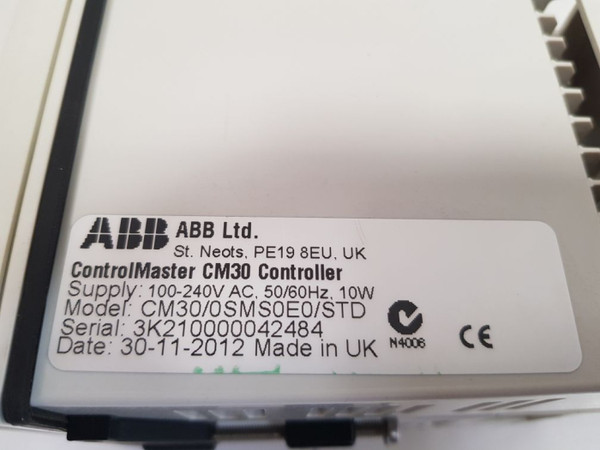 ABB ABB Ltd.
St. Neots, PE19 8EU, UK
ControlMaster CM30 Controller
Supply: 100-240V AC, 50/60Hz, 10W
Model: CM30/0SMS0E0/STD
Serial: 3K210000042484
Date: 30-11-2012 Made in UK
N4006
CE